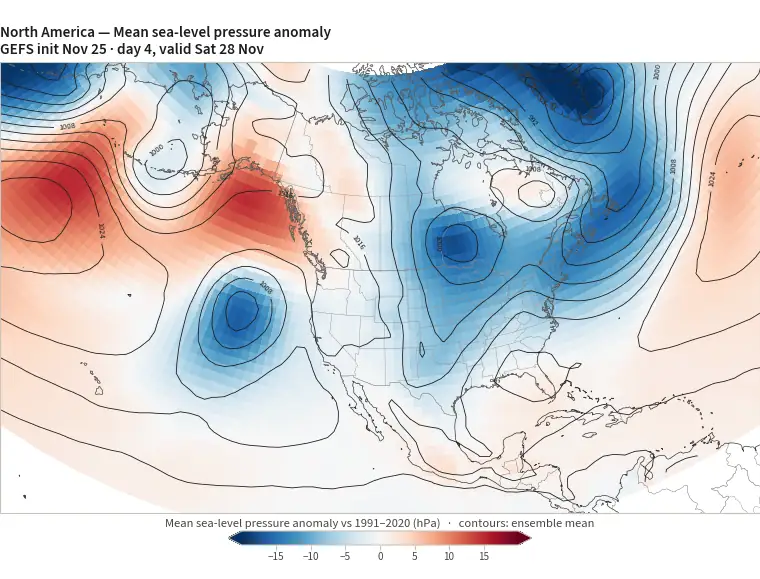 North America — Mean sea-level pressure anomaly
GEFS init Nov 25 · day 4, valid Sat 28 Nov
1008
1000
1000
992
1008
1008
1024
1024
1016
1008
Mean sea-level pressure anomaly vs 1991–2020 (hPa) · contours: ensemble mean
−15 −10 −5 0 5 10 15